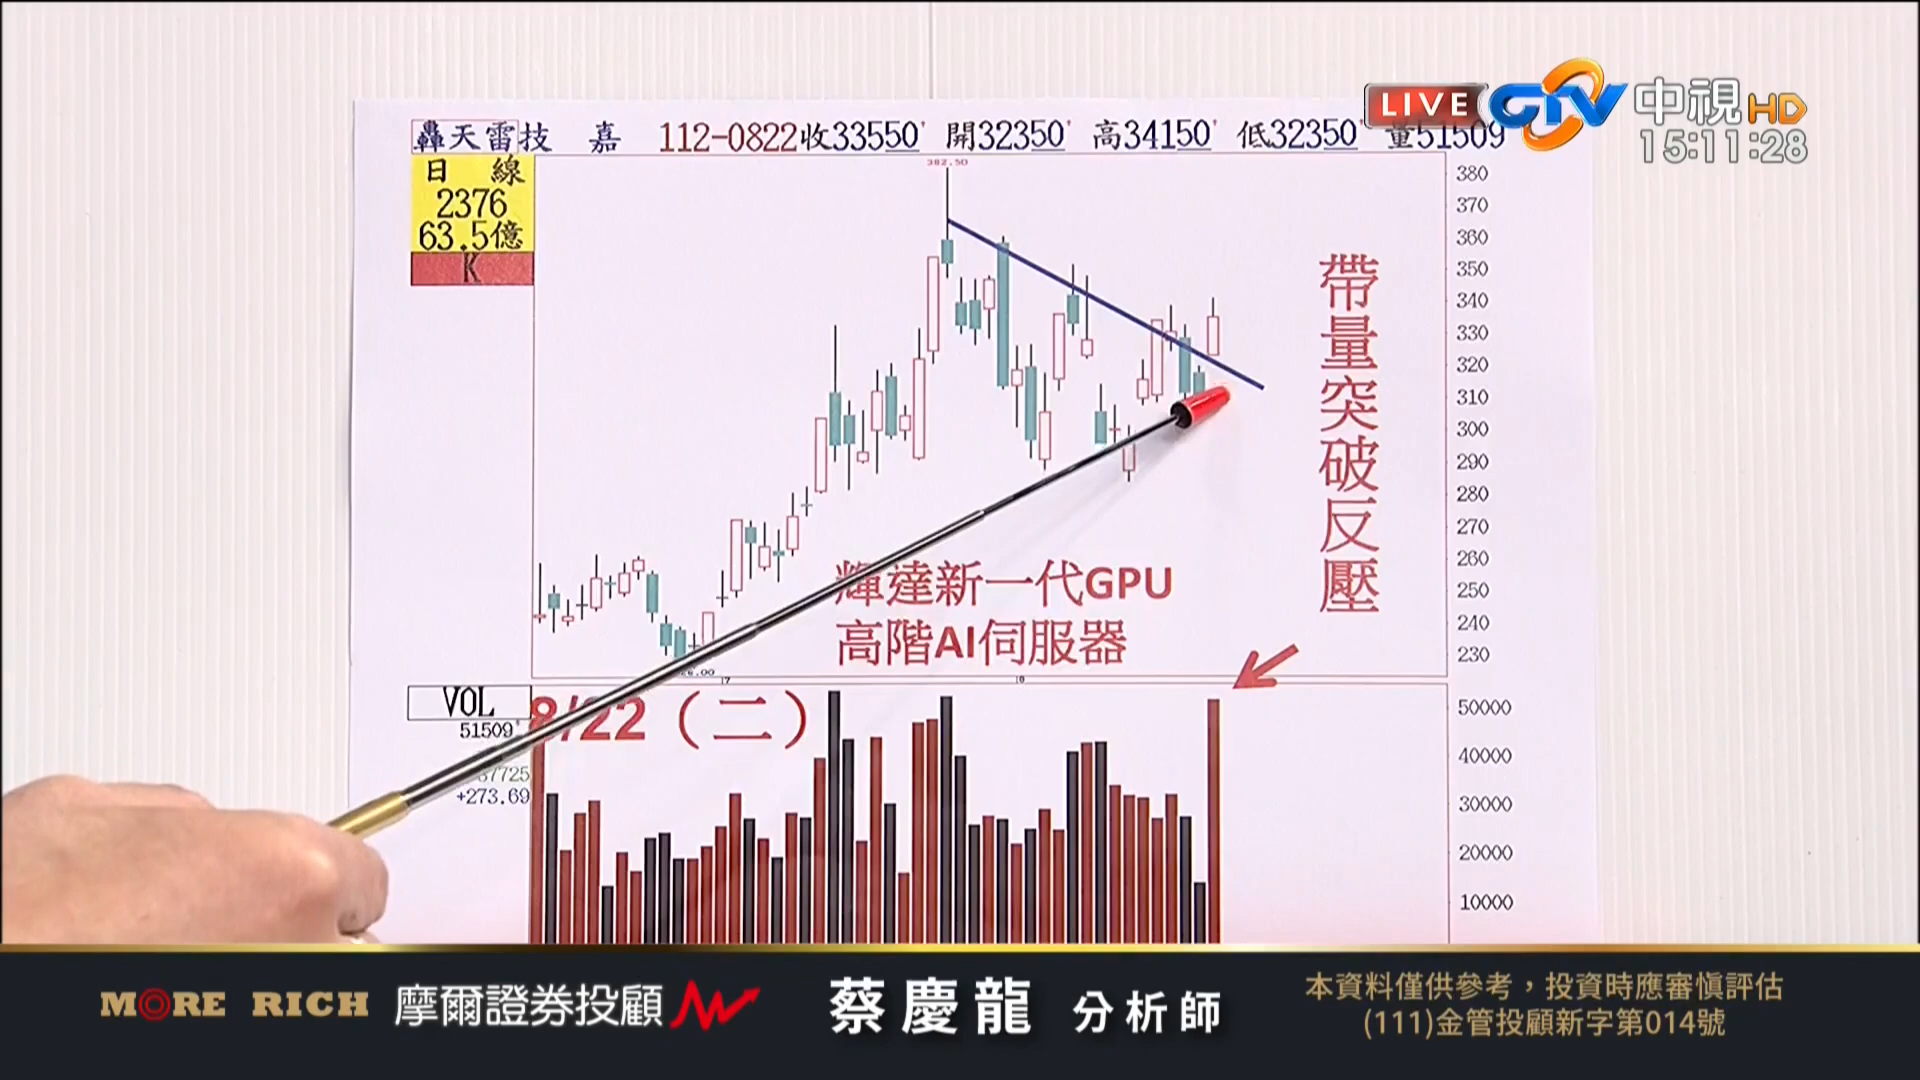 LIVE CTV 中視HD
15:11:28
轟天雷技 嘉 112-0822收33550' 開32350' 高34150' 低32350' 量51509
日 線
2376
63.5億
K
382.50
380
370
360
350
340
330
320
310
300
290
280
270
260
250
240
230
帶量突破反壓
輝達新一代GPU
高階AI伺服器
7
8
8/22（二）
VOL
51509'
37725
+273.69
50000
40000
30000
20000
10000
MORE RICH 摩爾證券投顧
蔡慶龍 分析師
本資料僅供參考，投資時應審慎評估
(111)金管投顧新字第014號